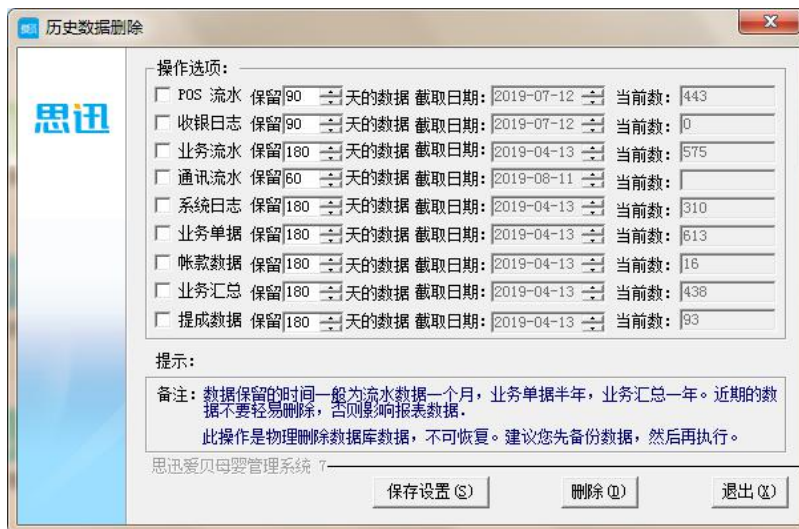 历史数据删除
思迅
操作选项:
POS 流水 保留 90 天的数据 截取日期: 2019-07-12 当前数: 443
收银日志 保留 90 天的数据 截取日期: 2019-07-12 当前数: 0
业务流水 保留 180 天的数据 截取日期: 2019-04-13 当前数: 575
通讯流水 保留 60 天的数据 截取日期: 2019-08-11 当前数:
系统日志 保留 180 天的数据 截取日期: 2019-04-13 当前数: 310
业务单据 保留 180 天的数据 截取日期: 2019-04-13 当前数: 613
帐款数据 保留 180 天的数据 截取日期: 2019-04-13 当前数: 16
业务汇总 保留 180 天的数据 截取日期: 2019-04-13 当前数: 438
提成数据 保留 180 天的数据 截取日期: 2019-04-13 当前数: 93
提示:
备注: 数据保留的时间一般为流水数据一个月，业务单据半年，业务汇总一年。近期的数
据不要轻易删除，否则影响报表数据.
此操作是物理删除数据库数据，不可恢复。建议您先备份数据，然后再执行。
思迅爱贝母婴管理系统 7
保存设置(S) 删除(D) 退出(X)